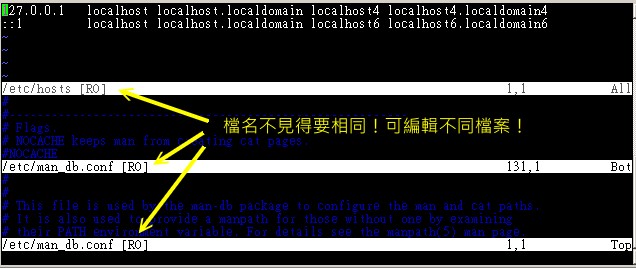 127.0.0.1   localhost localhost.localdomain localhost4 localhost4.localdomain4
::1         localhost localhost.localdomain localhost6 localhost6.localdomain6
~
~
~
~
/etc/hosts [RO] 1,1 All
#
#---------------------------------------------------------
# Flags.
# NOCACHE keeps man from creating cat pages.
#NOCACHE
檔名不見得要相同！可編輯不同檔案！
/etc/man_db.conf [RO] 131,1 Bot
#
#
# This file is used by the man-db package to configure the man and cat paths.
# It is also used to provide a manpath for those without one by examining
# their PATH environment variable. For details see the manpath(5) man page.
/etc/man_db.conf [RO] 1,1 Top